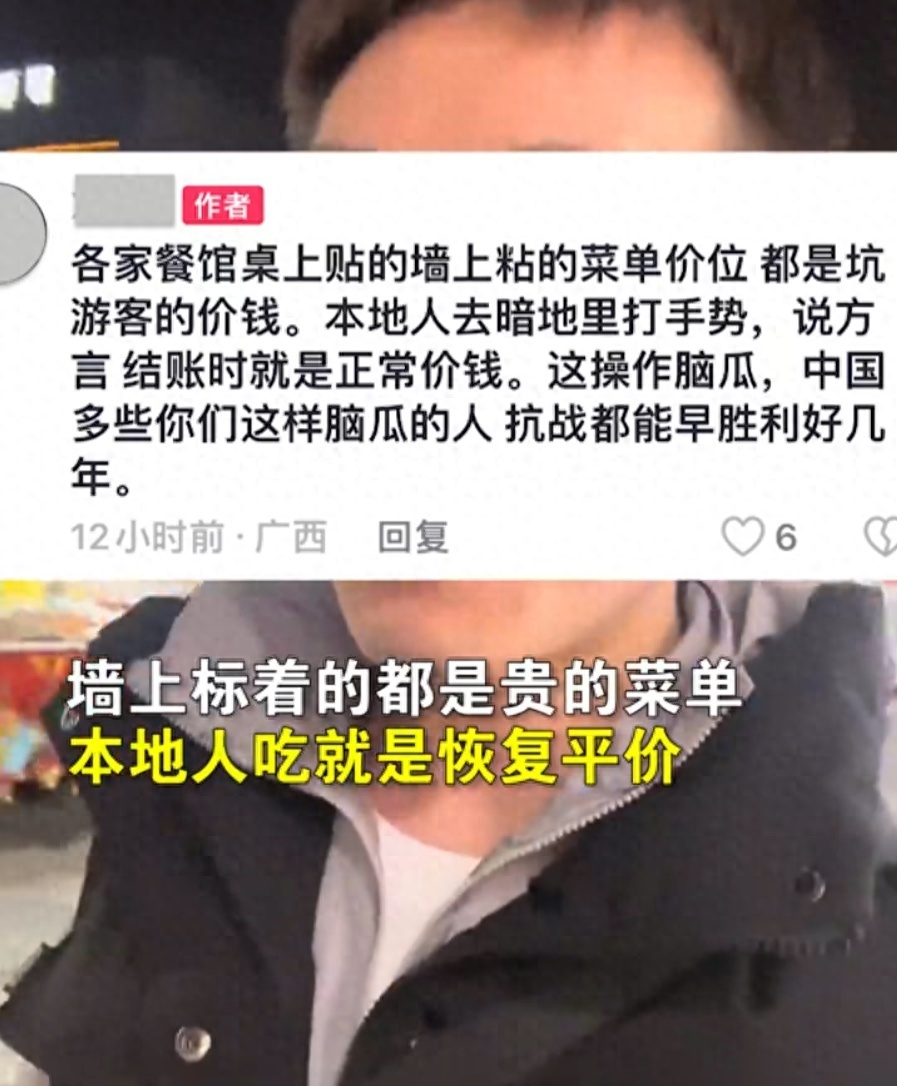 作者
各家餐馆桌上贴的墙上粘的菜单价位 都是坑
游客的价钱。本地人去暗地里打手势，说方
言 结账时就是正常价钱。这操作脑瓜，中国
多些你们这样脑瓜的人 抗战都能早胜利好几
年。
12小时前·广西 回复 6
墙上标着的都是贵的菜单
本地人吃就是恢复平价